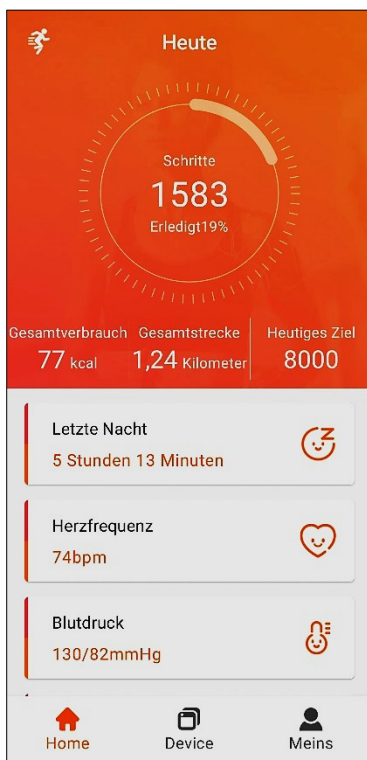 Heute
Schritte
1583
Erledigt19%
Gesamtverbrauch Gesamtstrecke Heutiges Ziel
77 kcal 1,24 Kilometer 8000
Letzte Nacht
5 Stunden 13 Minuten
Herzfrequenz
74bpm
Blutdruck
130/82mmHg
Home Device Meins